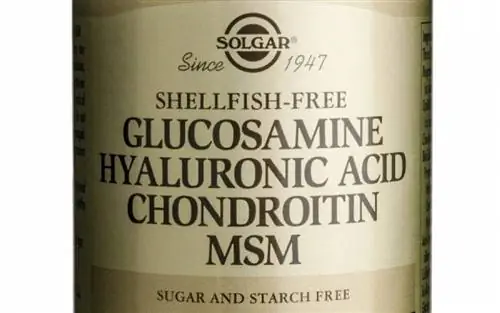 SOLGAR®
Since 1947
SHELLFISH-FREE
GLUCOSAMINE
HYALURONIC ACID
CHONDROITIN
MSM
SUGAR AND STARCH FREE